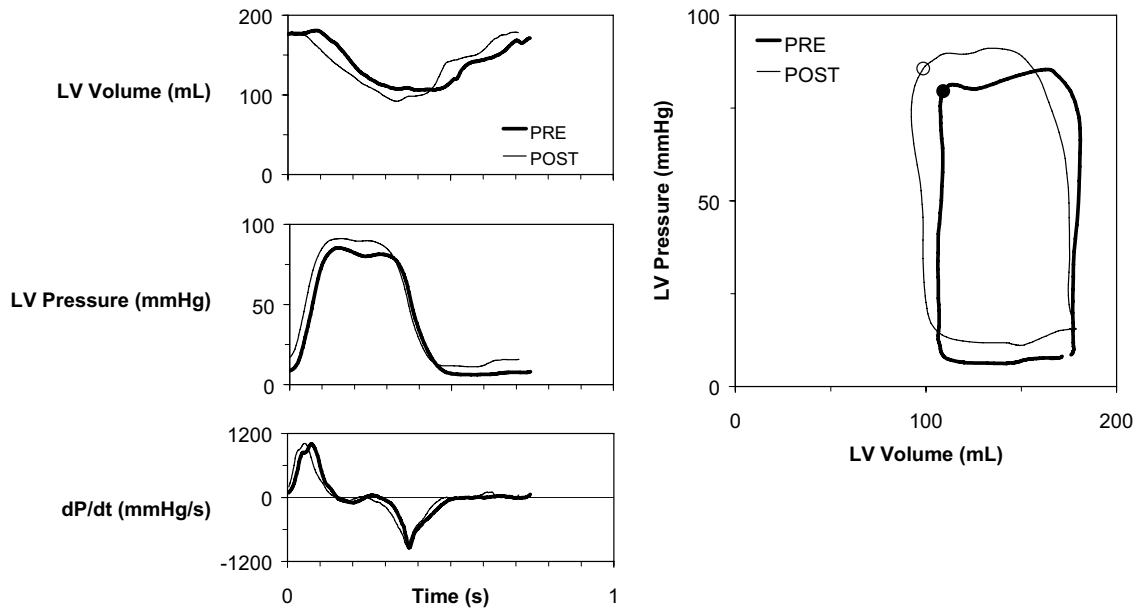 200
LV Volume (mL)
100
PRE
POST
0
100
LV Pressure (mmHg)
50
0
1200
dP/dt (mmHg/s)
0
-1200
0
Time (s)
1
100
PRE
POST
LV Pressure (mmHg)
50
0
0
100
200
LV Volume (mL)